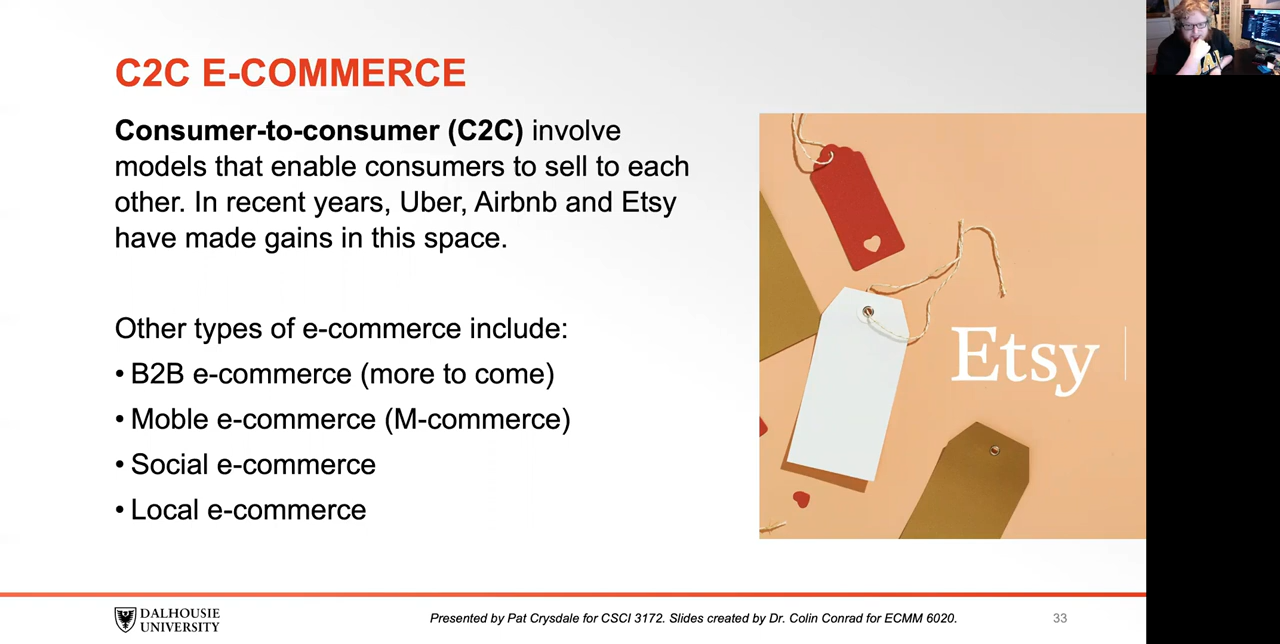 C2C E-COMMERCE
Consumer-to-consumer (C2C) involve
models that enable consumers to sell to each
other. In recent years, Uber, Airbnb and Etsy
have made gains in this space.
Other types of e-commerce include:
• B2B e-commerce (more to come)
• Moble e-commerce (M-commerce)
• Social e-commerce
• Local e-commerce
Etsy
DALHOUSIE
UNIVERSITY
Presented by Pat Crysdale for CSCI 3172. Slides created by Dr. Colin Conrad for ECMM 6020.
33